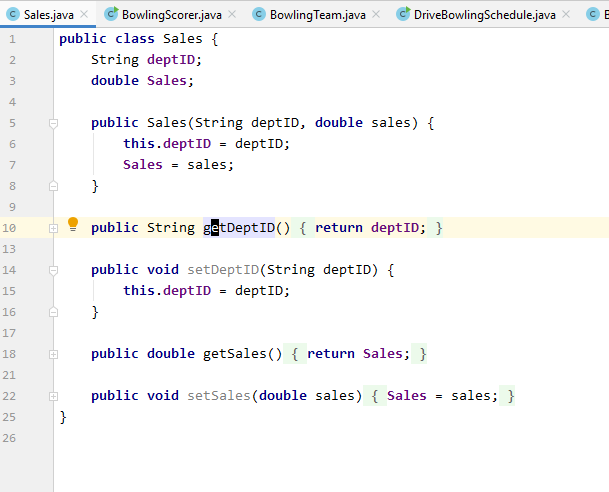 Sales.java BowlingScorer.java BowlingTeam.java DriveBowlingSchedule.java
1 public class Sales {
2 String deptID;
3 double Sales;
4
5 public Sales(String deptID, double sales) {
6 this.deptID = deptID;
7 Sales = sales;
8 }
9
10 public String getDeptID() { return deptID; }
13
14 public void setDeptID(String deptID) {
15 this.deptID = deptID;
16 }
17
18 public double getSales() { return Sales; }
21
22 public void setSales(double sales) { Sales = sales; }
25 }
26